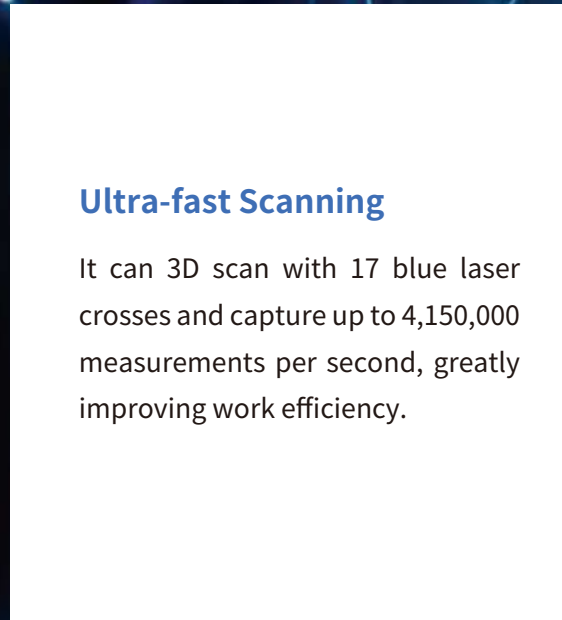 Ultra-fast Scanning
It can 3D scan with 17 blue laser
crosses and capture up to 4,150,000
measurements per second, greatly
improving work efficiency.